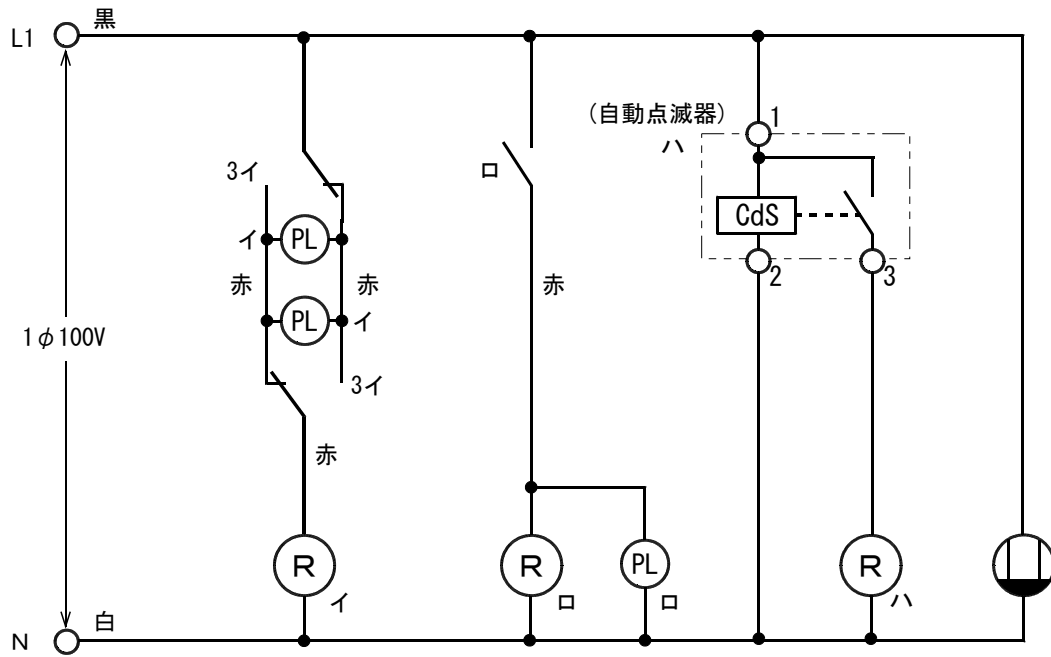 L1 黒
(自動点滅器) 1
ハ
3イ
ロ
CdS
イ PL
2 3
赤 赤 赤
PL イ
1φ100V
3イ
赤
R R PL R
イ ロ ロ ハ
N 白